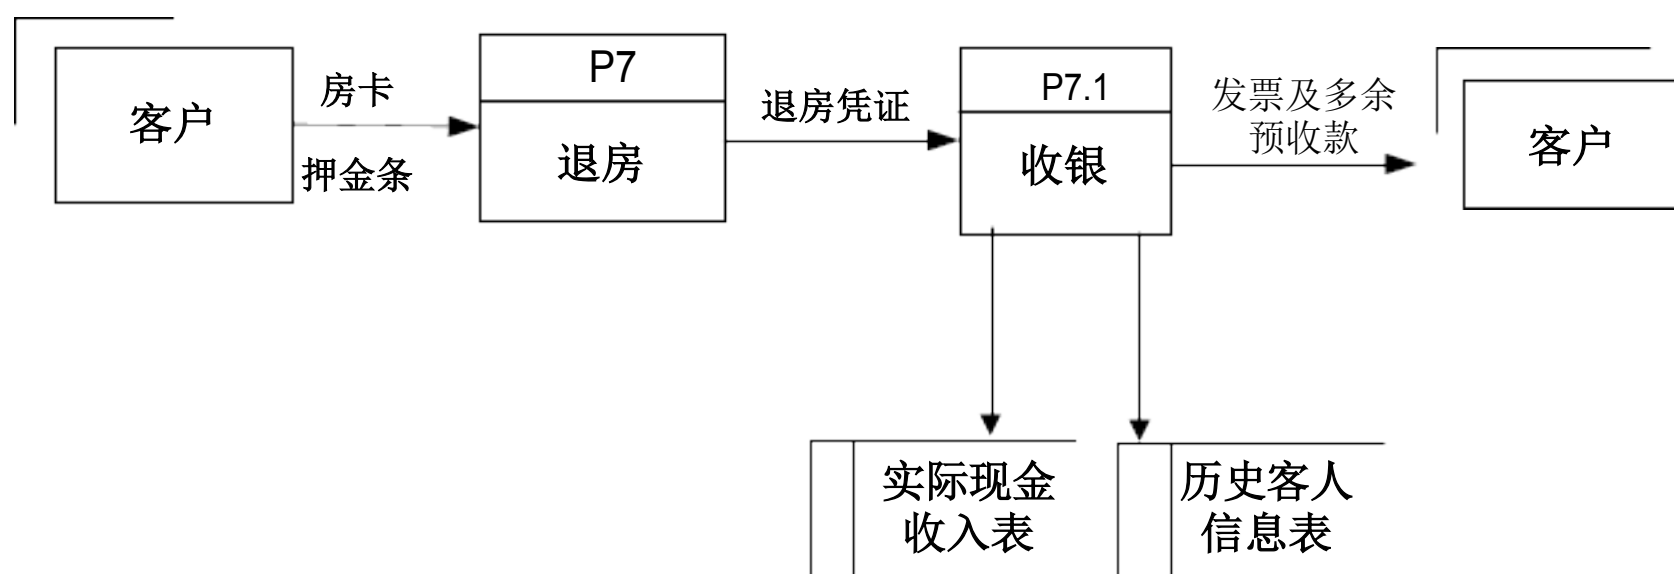 客户
房卡
押金条
P7
退房
退房凭证
P7.1
收银
发票及多余
预收款
客户
实际现金
收入表
历史客人
信息表